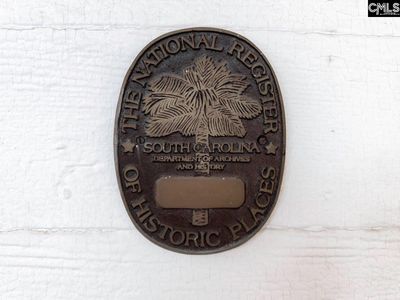 CMLS
THE NATIONAL REGISTER
SOUTH CAROLINA
DEPARTMENT OF ARCHIVES
AND HISTORY
OF HISTORIC PLACES